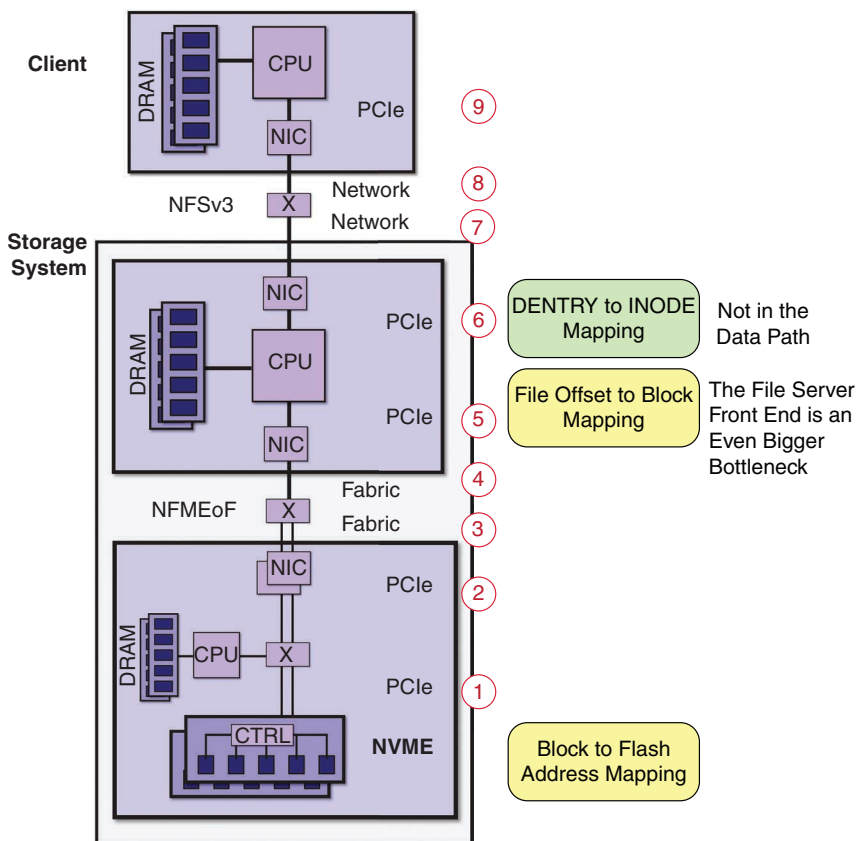 Client
DRAM
CPU
PCIe
9
NIC
NFSv3
X
Network
8
Network
7
Storage
System
NIC
PCIe
6
DENTRY to INODE
Mapping
Not in the
Data Path
DRAM
CPU
PCIe
5
File Offset to Block
Mapping
The File Server
Front End is an
Even Bigger
Bottleneck
NIC
4
NFMEoF
X
Fabric
Fabric
3
NIC
PCIe
2
DRAM
CPU
X
PCIe
1
CTRL
NVME
Block to Flash
Address Mapping